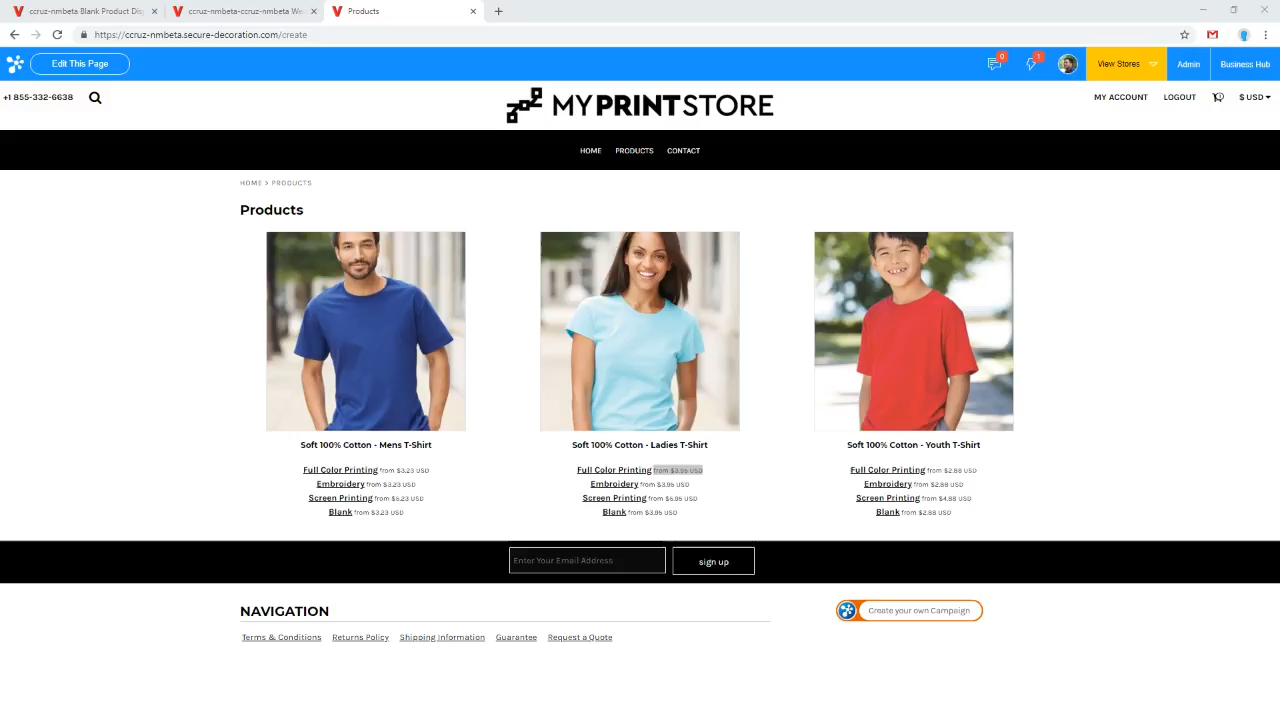 ccruz-nmbeta Blank Product Dis
ccruz-nmbeta-ccruz-nmbeta We
Products
https://ccruz-nmbeta.secure-decoration.com/create
Edit This Page
0
1
View Stores
Admin
Business Hub
+1 855-332-6638
MYPRINTSTORE
MY ACCOUNT
LOGOUT
$ USD
HOME
PRODUCTS
CONTACT
HOME > PRODUCTS
Products
Soft 100% Cotton - Mens T-Shirt
Full Color Printing from $3.23 USD
Embroidery from $3.23 USD
Screen Printing from $5.23 USD
Blank from $3.23 USD
Soft 100% Cotton - Ladies T-Shirt
Full Color Printing from $3.95 USD
Embroidery from $3.95 USD
Screen Printing from $5.95 USD
Blank from $3.95 USD
Soft 100% Cotton - Youth T-Shirt
Full Color Printing from $2.88 USD
Embroidery from $2.88 USD
Screen Printing from $4.88 USD
Blank from $2.88 USD
Enter Your Email Address
sign up
NAVIGATION
Create your own Campaign
Terms & Conditions
Returns Policy
Shipping Information
Guarantee
Request a Quote